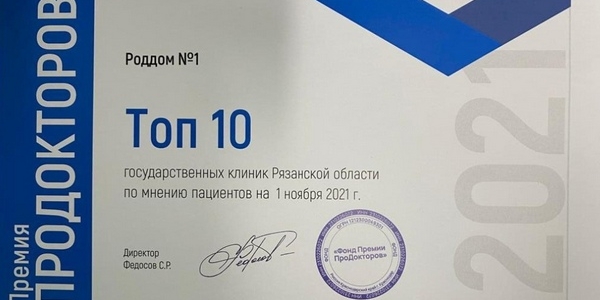 Премия
ПРОДОКТОРОВ
Роддом №1
Топ 10
государственных клиник Рязанской области
по мнению пациентов на 1 ноября 2021 г.
Директор
Федосов С.Р.
«Фонд Премии
ПроДокторов»
2021